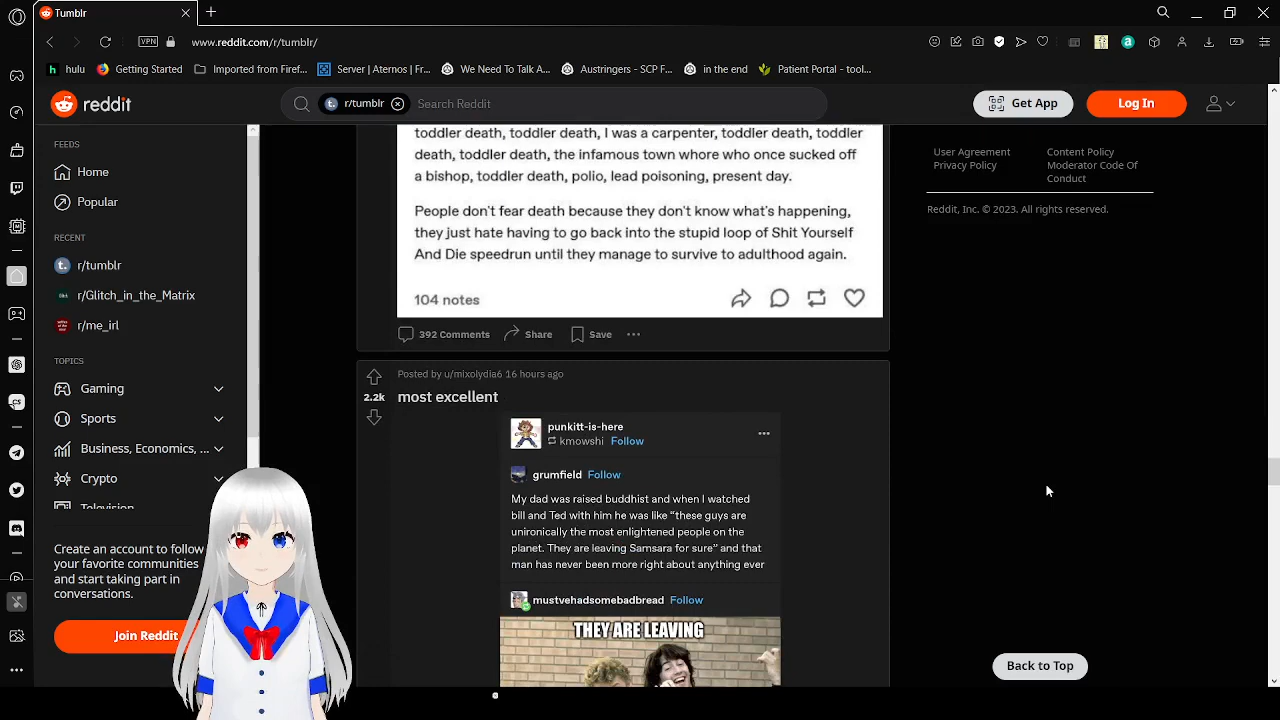 Tumblr
VPN
www.reddit.com/r/tumblr/
hulu
Getting Started
Imported from Firef...
Server | Aternos | Fr...
We Need To Talk A...
Austringers - SCP F...
in the end
Patient Portal - tool...
reddit
r/tumblr
Search Reddit
Get App
Log In
FEEDS
Home
Popular
RECENT
r/tumblr
r/Glitch_in_the_Matrix
r/me_irl
TOPICS
Gaming
Sports
Business, Economics, ...
Crypto
Television
Create an account to follow
your favorite communities
and start taking part in
conversations.
Join Reddit
toddler death, toddler death, I was a carpenter, toddler death, toddler
death, toddler death, the infamous town whore who once sucked off
a bishop, toddler death, polio, lead poisoning, present day.
People don't fear death because they don't know what's happening,
they just hate having to go back into the stupid loop of Shit Yourself
And Die speedrun until they manage to survive to adulthood again.
104 notes
392 Comments
Share
Save
Posted by u/mixolydia6 16 hours ago
2.2k
most excellent
punkitt-is-here
kmowshi Follow
grumfield Follow
My dad was raised buddhist and when I watched
bill and Ted with him he was like “these guys are
unironically the most enlightened people on the
planet. They are leaving Samsara for sure” and that
man has never been more right about anything ever
mustvehadsomebadbread Follow
THEY ARE LEAVING
User Agreement
Privacy Policy
Content Policy
Moderator Code Of
Conduct
Reddit, Inc. © 2023. All rights reserved.
Back to Top